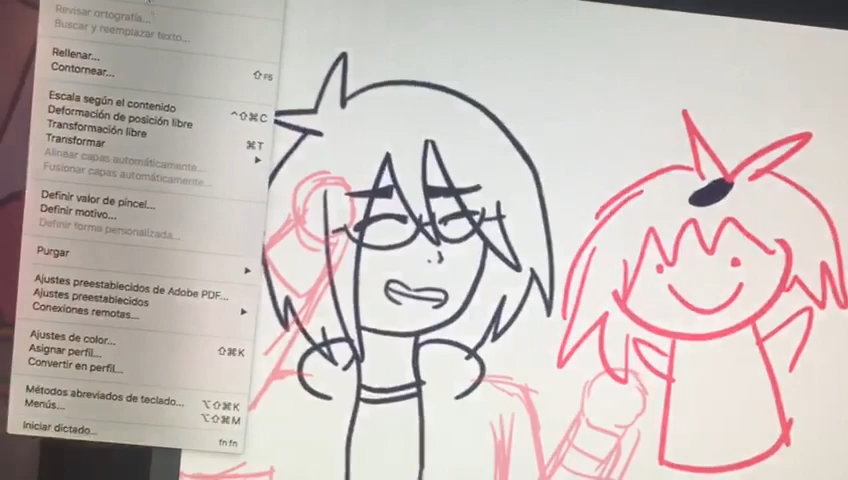 Revisar ortografía...
Buscar y reemplazar texto...
Rellenar... ⇧F5
Contornear...
Escala según el contenido ^⇧⌘C
Deformación de posición libre
Transformación libre ⌘T
Transformar
Alinear capas automáticamente...
Fusionar capas automáticamente...
Definir valor de pincel...
Definir motivo...
Definir forma personalizada...
Purgar
Ajustes preestablecidos de Adobe PDF...
Ajustes preestablecidos
Conexiones remotas...
Ajustes de color... ⇧⌘K
Asignar perfil...
Convertir en perfil...
Métodos abreviados de teclado... ⌥⇧⌘K
Menús... ⌥⇧⌘M
Iniciar dictado... fn fn